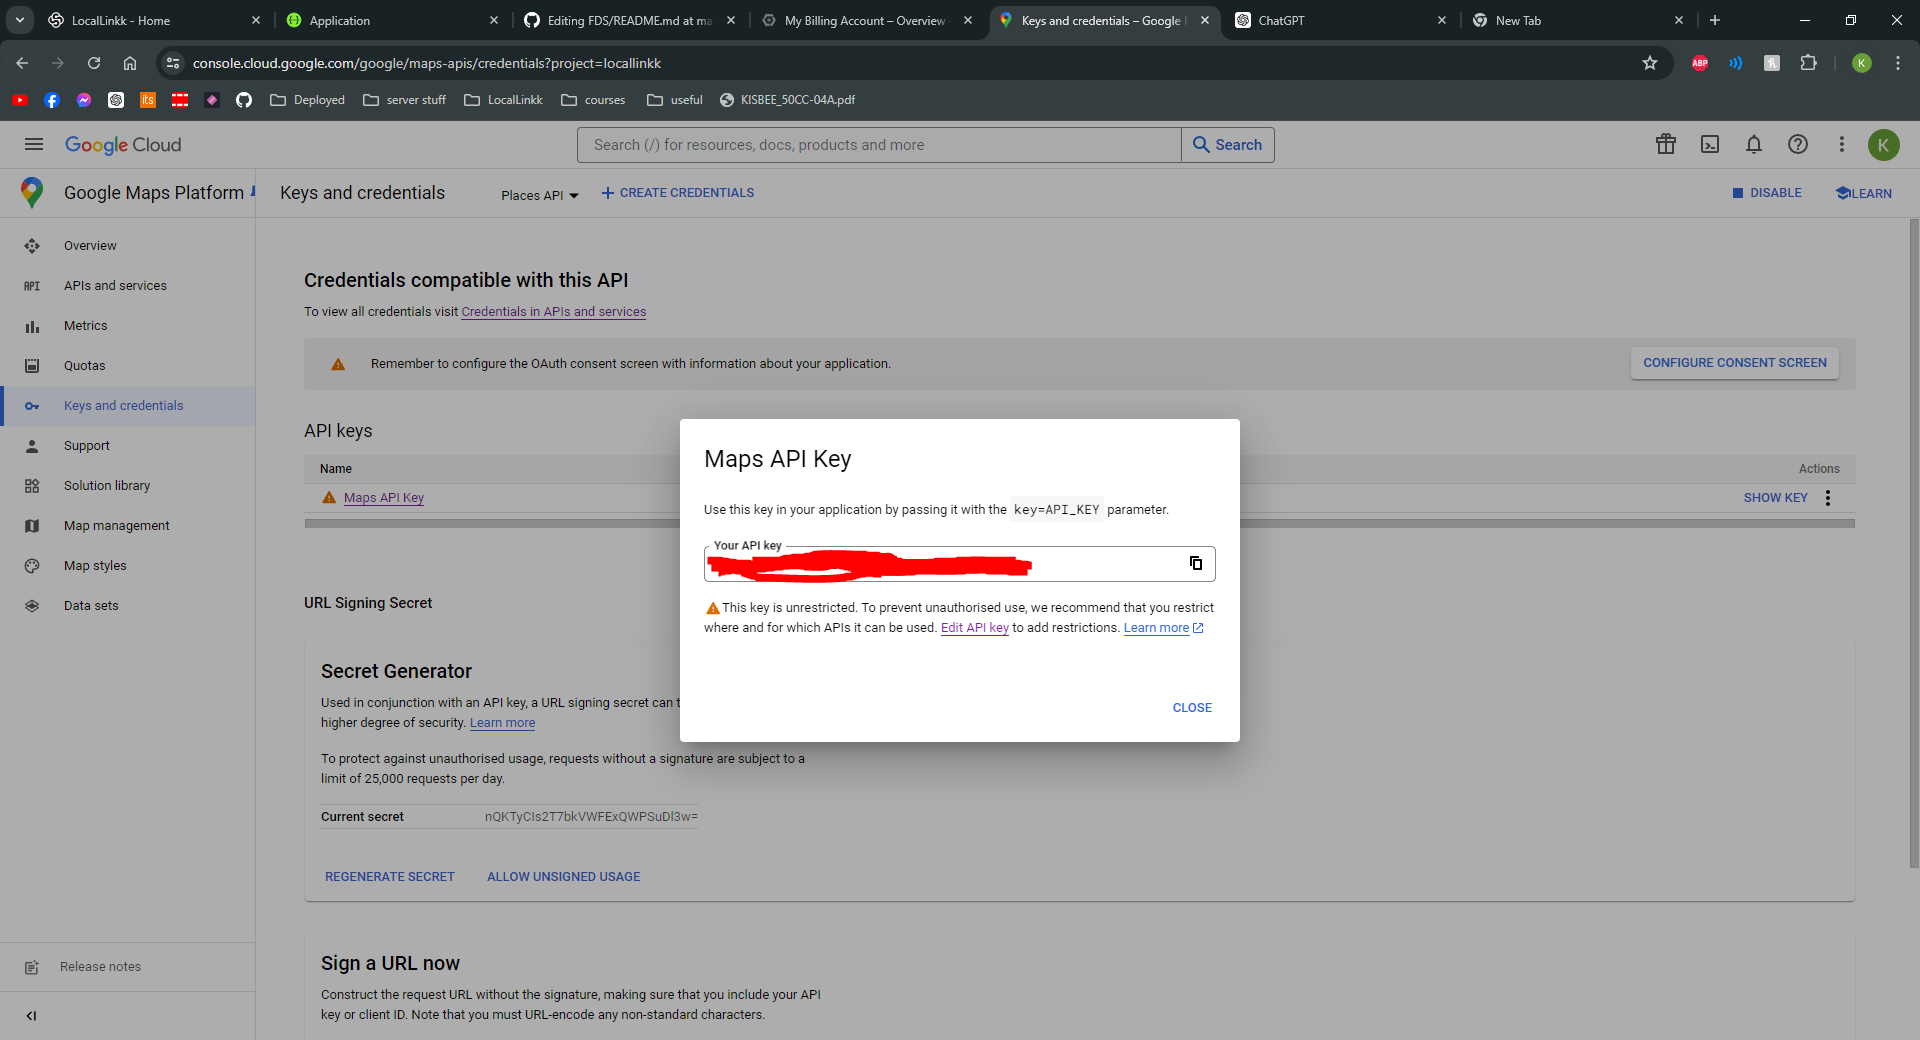 LocalLinkk - Home
Application
Editing FDS/README.md at ma
My Billing Account – Overview
Keys and credentials – Google
ChatGPT
New Tab
console.cloud.google.com/google/maps-apis/credentials?project=locallinkk
ABP
K
its
Deployed
server stuff
LocalLinkk
courses
useful
KISBEE_50CC-04A.pdf
Google Cloud
Search (/) for resources, docs, products and more
Search
K
Google Maps Platform
Keys and credentials
Places API
CREATE CREDENTIALS
DISABLE
LEARN
Overview
API APIs and services
Metrics
Quotas
Keys and credentials
Support
Solution library
Map management
Map styles
Data sets
Release notes
Credentials compatible with this API
To view all credentials visit Credentials in APIs and services
Remember to configure the OAuth consent screen with information about your application.
CONFIGURE CONSENT SCREEN
API keys
Name
Actions
Maps API Key
SHOW KEY
Maps API Key
Use this key in your application by passing it with the key=API_KEY parameter.
Your API key
This key is unrestricted. To prevent unauthorised use, we recommend that you restrict
where and for which APIs it can be used. Edit API key to add restrictions. Learn more
CLOSE
URL Signing Secret
Secret Generator
Used in conjunction with an API key, a URL signing secret can
higher degree of security. Learn more
To protect against unauthorised usage, requests without a signature are subject to a
limit of 25,000 requests per day.
Current secret
nQKTyCIs2T7bkVWFExQWPSuDl3w=
REGENERATE SECRET
ALLOW UNSIGNED USAGE
Sign a URL now
Construct the request URL without the signature, making sure that you include your API
key or client ID. Note that you must URL-encode any non-standard characters.